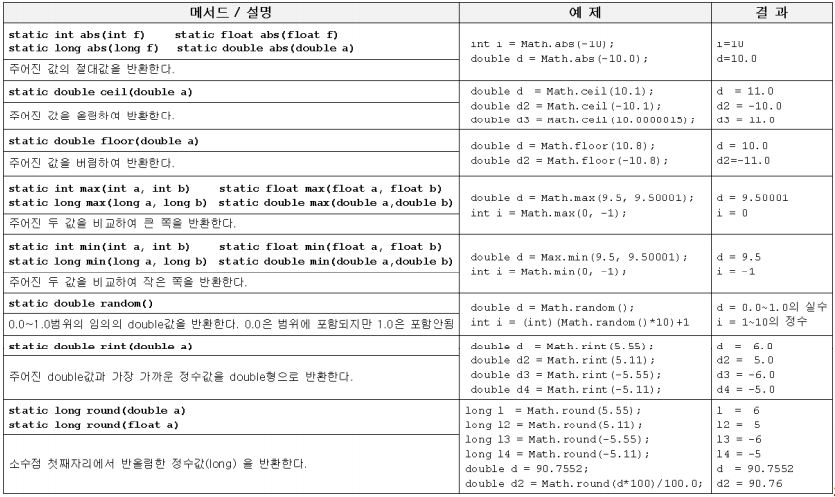 메서드 / 설명 예 제 결 과
static int abs(int f) static float abs(float f)
static long abs(long f) static double abs(double a)
주어진 값의 절대값을 반환한다.
int i = Math.abs(-10);
double d = Math.abs(-10.0);
i=10
d=10.0
static double ceil(double a)
주어진 값을 올림하여 반환한다.
double d = Math.ceil(10.1);
double d2 = Math.ceil(-10.1);
double d3 = Math.ceil(10.0000015);
d = 11.0
d2 = -10.0
d3 = 11.0
static double floor(double a)
주어진 값을 버림하여 반환한다.
double d = Math.floor(10.8);
double d2 = Math.floor(-10.8);
d = 10.0
d2=-11.0
static int max(int a, int b) static float max(float a, float b)
static long max(long a, long b) static double max(double a,double b)
주어진 두 값을 비교하여 큰 쪽을 반환한다.
double d = Math.max(9.5, 9.50001);
int i = Math.max(0, -1);
d = 9.50001
i = 0
static int min(int a, int b) static float min(float a, float b)
static long min(long a, long b) static double min(double a,double b)
주어진 두 값을 비교하여 작은 쪽을 반환한다.
double d = Max.min(9.5, 9.50001);
int i = Math.min(0, -1);
d = 9.5
i = -1
static double random()
0.0~1.0범위의 임의의 double값을 반환한다. 0.0은 범위에 포함되지만 1.0은 포함안됨
double d = Math.random();
int i = (int)(Math.random()*10)+1
d = 0.0~1.0의 실수
i = 1~10의 정수
static double rint(double a)
주어진 double값과 가장 가까운 정수값을 double형으로 반환한다.
double d = Math.rint(5.55);
double d2 = Math.rint(5.11);
double d3 = Math.rint(-5.55);
double d4 = Math.rint(-5.11);
d = 6.0
d2 = 5.0
d3 = -6.0
d4 = -5.0
static long round(double a)
static long round(float a)
소수점 첫째자리에서 반올림한 정수값(long) 을 반환한다.
long l = Math.round(5.55);
long l2 = Math.round(5.11);
long l3 = Math.round(-5.55);
long l4 = Math.round(-5.11);
double d = 90.7552;
double d2 = Math.round(d*100)/100.0;
l = 6
l2 = 5
l3 = -6
l4 = -5
d = 90.7552
d2 = 90.76